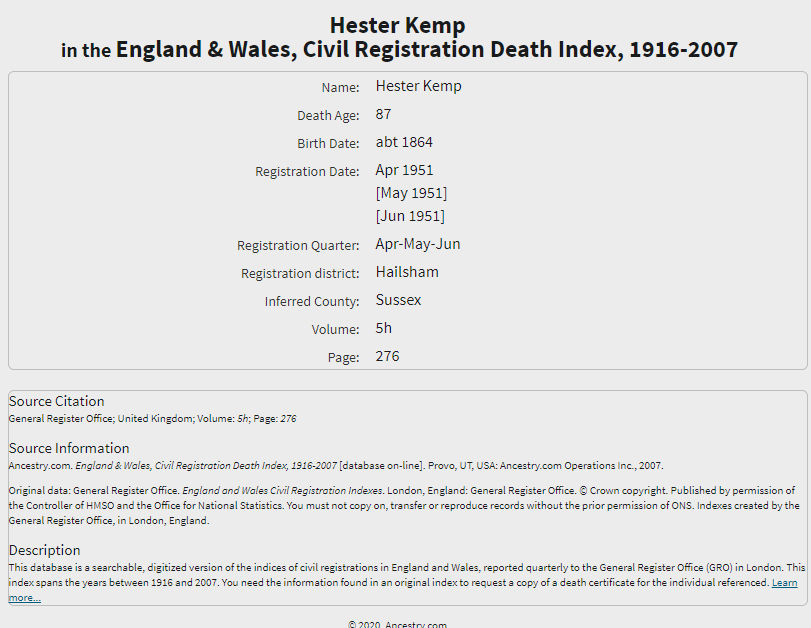 Hester Kemp
in the England & Wales, Civil Registration Death Index, 1916-2007
Name: Hester Kemp
Death Age: 87
Birth Date: abt 1864
Registration Date: Apr 1951
[May 1951]
[Jun 1951]
Registration Quarter: Apr-May-Jun
Registration district: Hailsham
Inferred County: Sussex
Volume: 5h
Page: 276
Source Citation
General Register Office; United Kingdom; Volume: 5h; Page: 276
Source Information
Ancestry.com. England & Wales, Civil Registration Death Index, 1916-2007 [database on-line]. Provo, UT, USA: Ancestry.com Operations Inc., 2007.
Original data: General Register Office. England and Wales Civil Registration Indexes. London, England: General Register Office. © Crown copyright. Published by permission of
the Controller of HMSO and the Office for National Statistics. You must not copy on, transfer or reproduce records without the prior permission of ONS. Indexes created by the
General Register Office, in London, England.
Description
This database is a searchable, digitized version of the indices of civil registrations in England and Wales, reported quarterly to the General Register Office (GRO) in London. This
index spans the years between 1916 and 2007. You need the information found in an original index to request a copy of a death certificate for the individual referenced. Learn
more...
© 2020, Ancestry.com